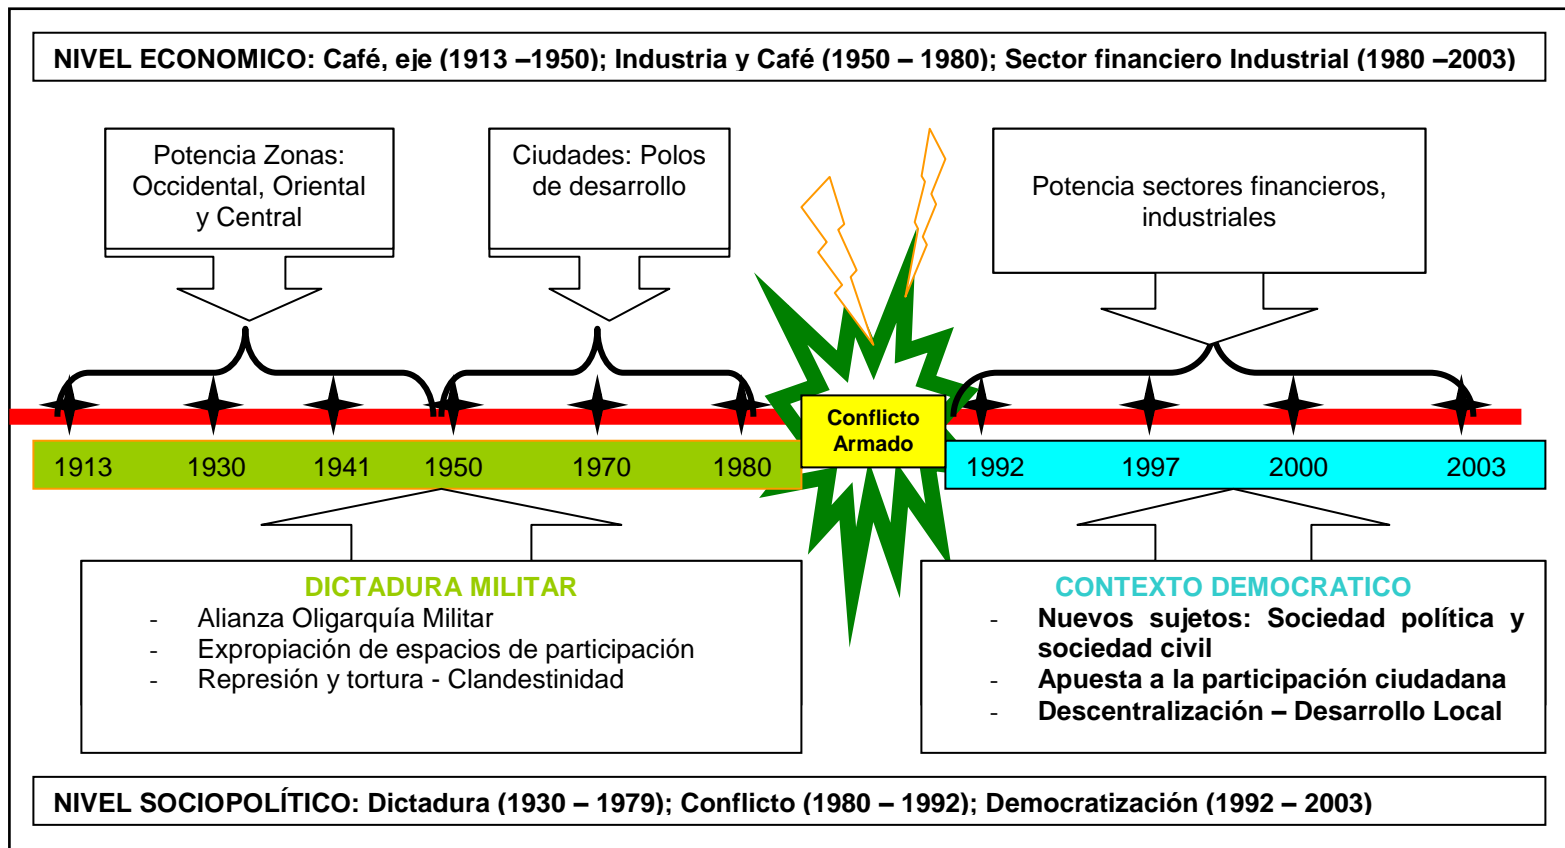 NIVEL ECONOMICO: Café, eje (1913 –1950); Industria y Café (1950 – 1980); Sector financiero Industrial (1980 –2003)
Potencia Zonas:
Occidental, Oriental
y Central
Ciudades: Polos
de desarrollo
Potencia sectores financieros,
industriales
Conflicto
Armado
1913 1930 1941 1950 1970 1980 1992 1997 2000 2003
DICTADURA MILITAR
- Alianza Oligarquía Militar
- Expropiación de espacios de participación
- Represión y tortura - Clandestinidad
CONTEXTO DEMOCRATICO
- Nuevos sujetos: Sociedad política y
sociedad civil
- Apuesta a la participación ciudadana
- Descentralización – Desarrollo Local
NIVEL SOCIOPOLÍTICO: Dictadura (1930 – 1979); Conflicto (1980 – 1992); Democratización (1992 – 2003)